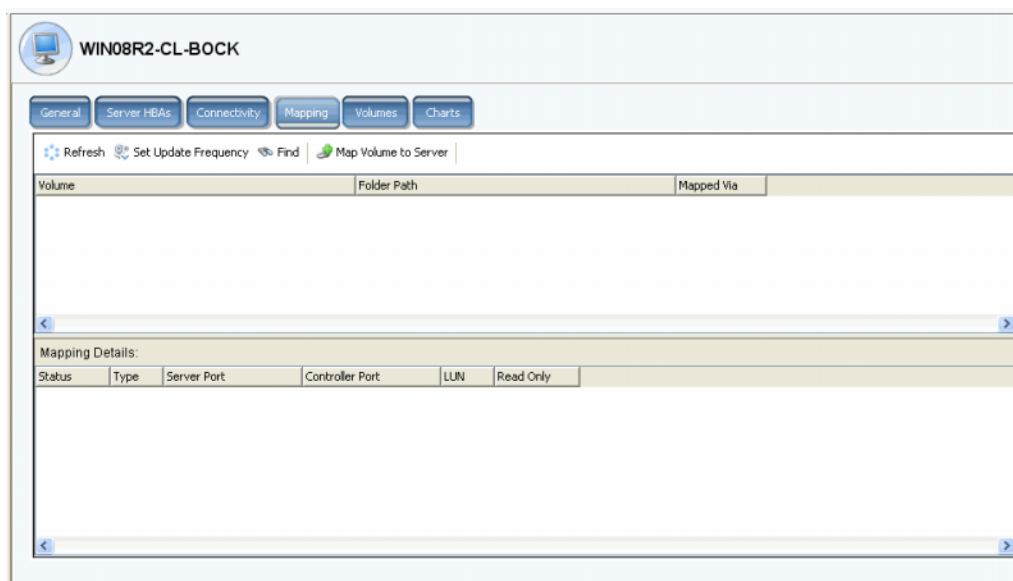 WIN08R2-CL-BOCK
General Server HBAs Connectivity Mapping Volumes Charts
Refresh Set Update Frequency Find Map Volume to Server
Volume Folder Path Mapped Via
Mapping Details:
Status Type Server Port Controller Port LUN Read Only